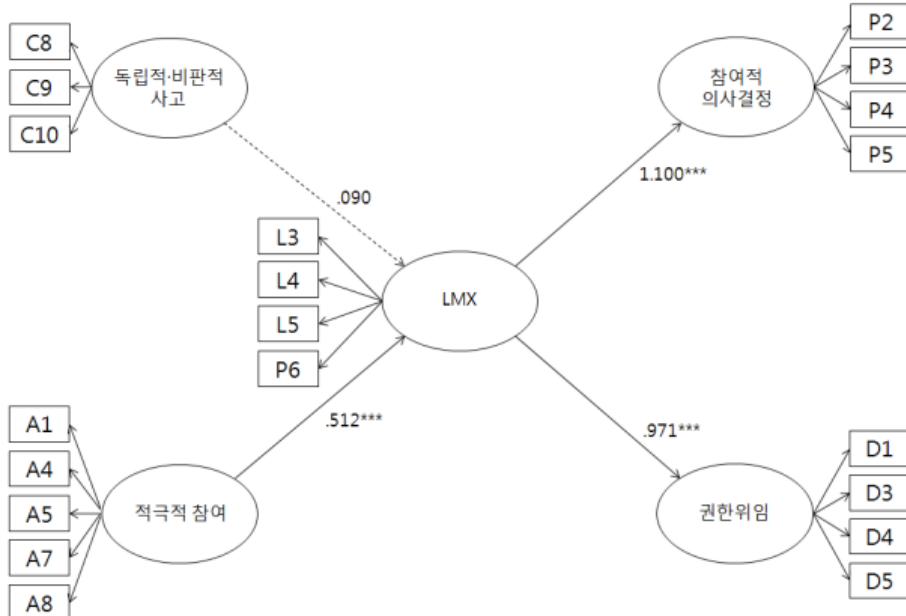 C8
C9
C10
독립적·비판적
사고
참여적
의사결정
P2
P3
P4
P5
.090
1.100***
L3
L4
L5
P6
LMX
.512***
.971***
A1
A4
A5
A7
A8
적극적 참여
권한위임
D1
D3
D4
D5